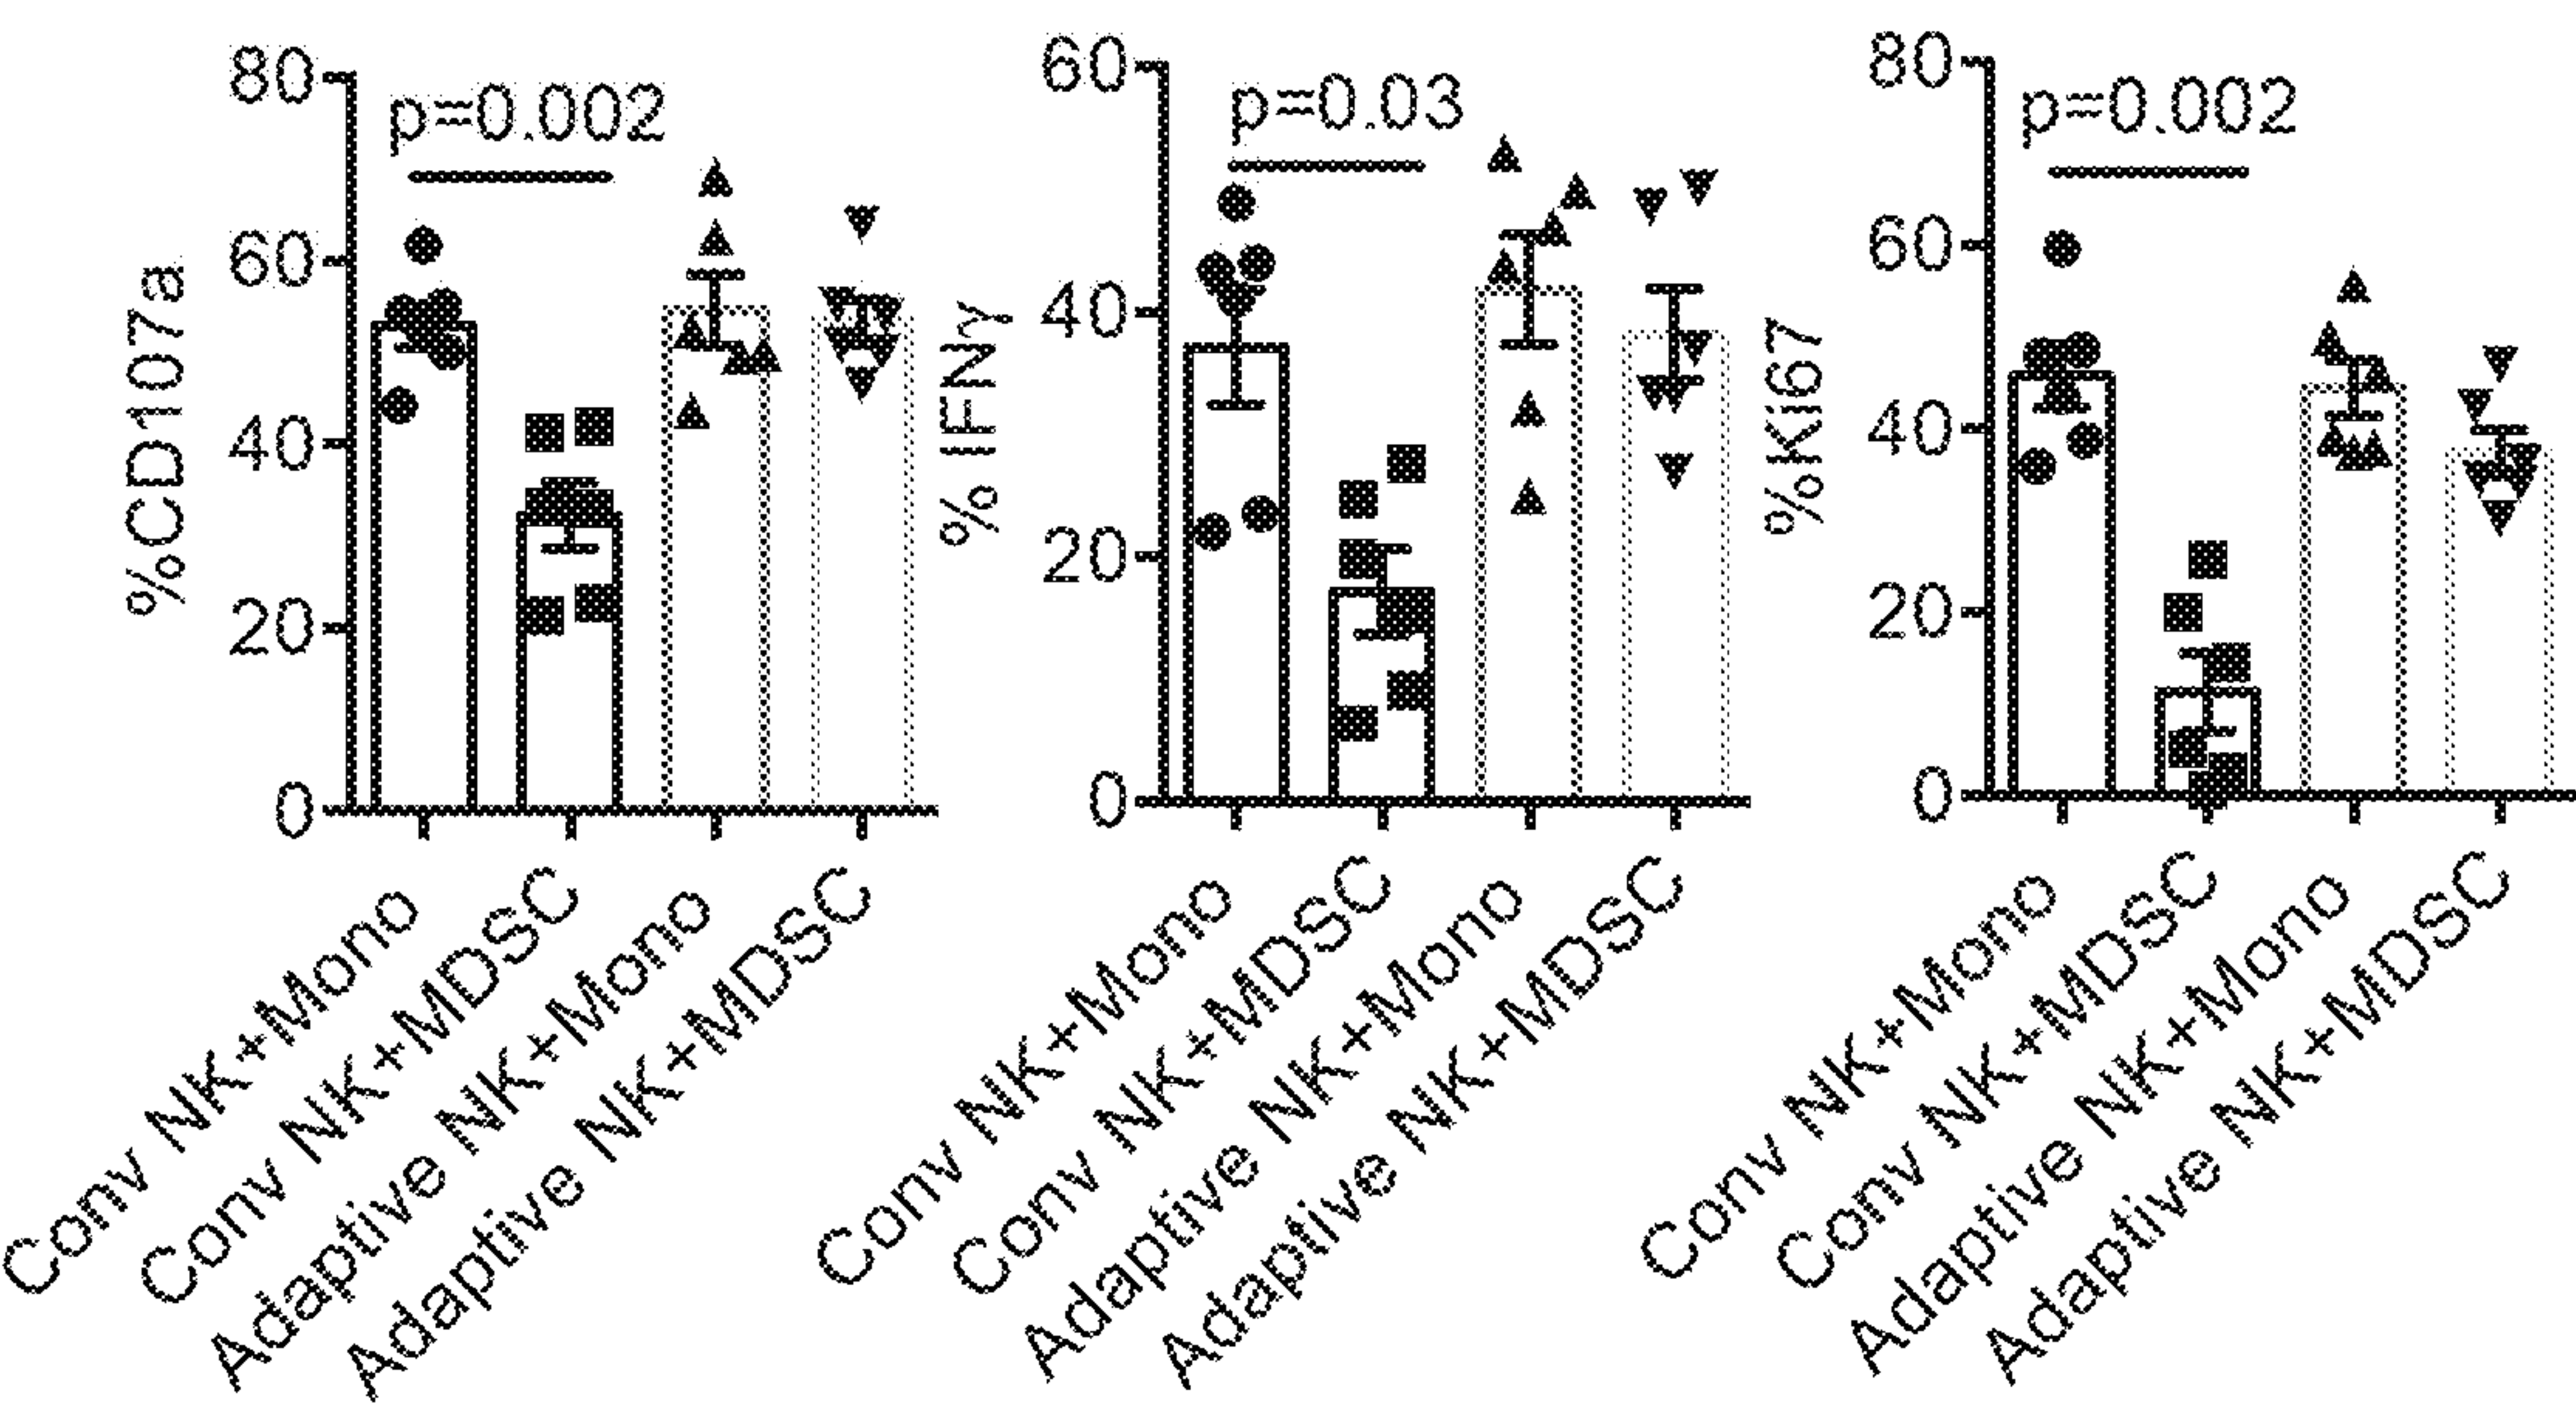 %CD107a
80
60
40
20
0
p=0.002
Conv NK+Mono
Conv NK+MDSC
Adaptive NK+Mono
Adaptive NK+MDSC
% IFNγ
60
40
20
0
p=0.03
Conv NK+Mono
Conv NK+MDSC
Adaptive NK+Mono
Adaptive NK+MDSC
%Ki67
80
60
40
20
0
p=0.002
Conv NK+Mono
Conv NK+MDSC
Adaptive NK+Mono
Adaptive NK+MDSC